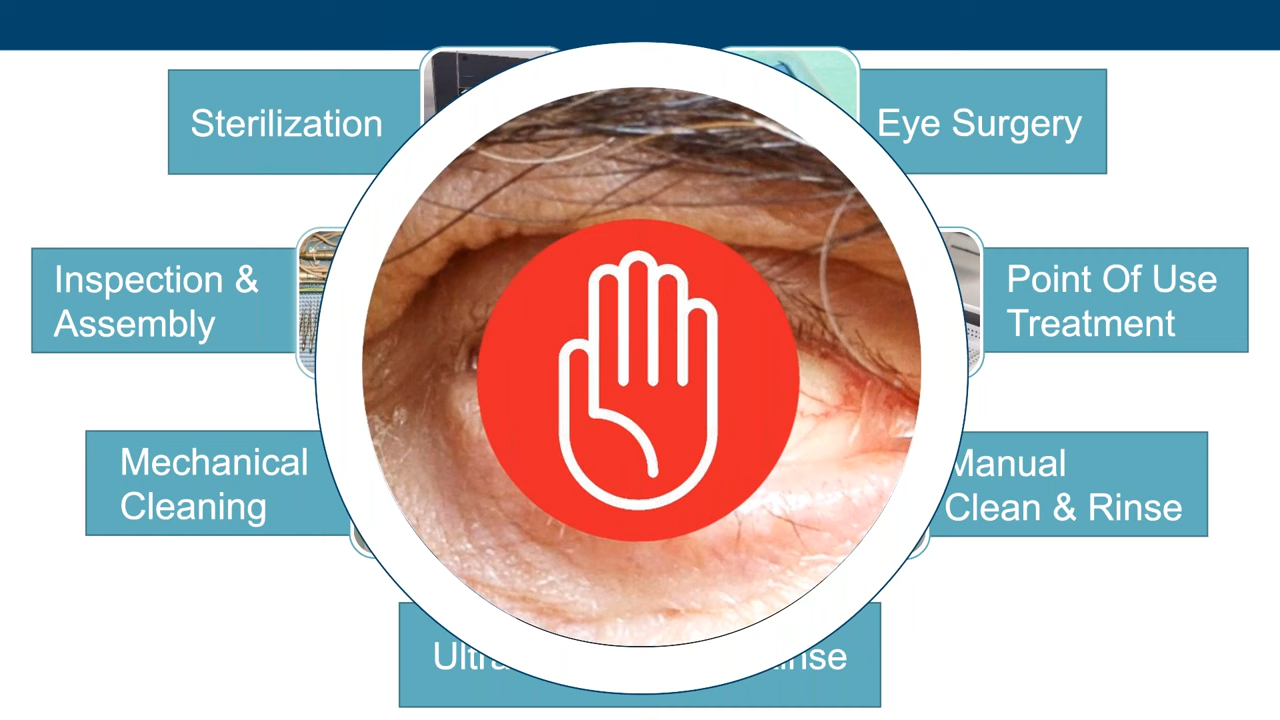 Sterilization
Eye Surgery
Inspection &
Assembly
Point Of Use
Treatment
Mechanical
Cleaning
Manual
Clean & Rinse